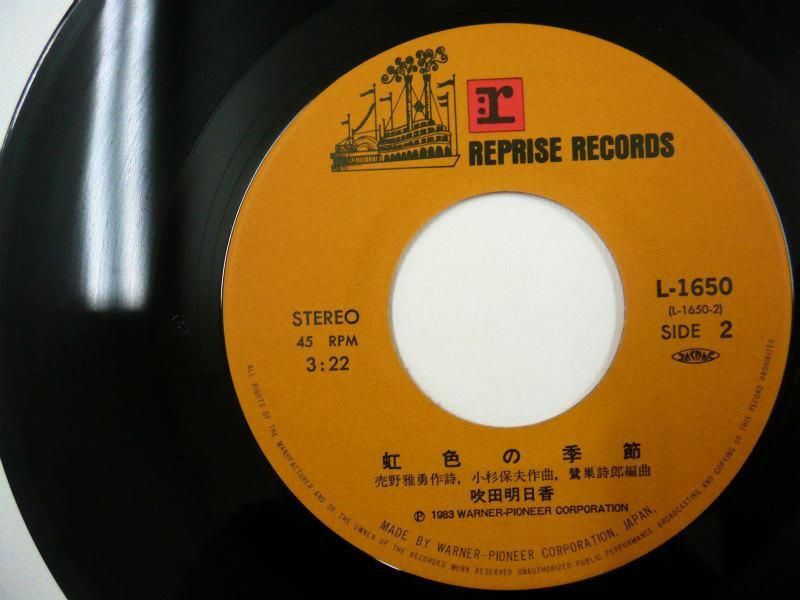 r
REPRISE RECORDS
L-1650
(L-1650-2)
SIDE 2
JASRAC
STEREO
45 RPM
3:22
虹色の季節
売野雅勇作詩, 小杉保夫作曲, 鷺巣詩郎編曲
吹田明日香
Ⓟ 1983 WARNER-PIONEER CORPORATION
MADE BY WARNER-PIONEER CORPORATION, JAPAN.
ALL RIGHTS OF THE MANUFACTURER AND OF THE OWNER OF THE RECORDED WORK RESERVED UNAUTHORIZED PUBLIC PERFORMANCE BROADCASTING AND COPYING OF THIS RECORD PROHIBITED